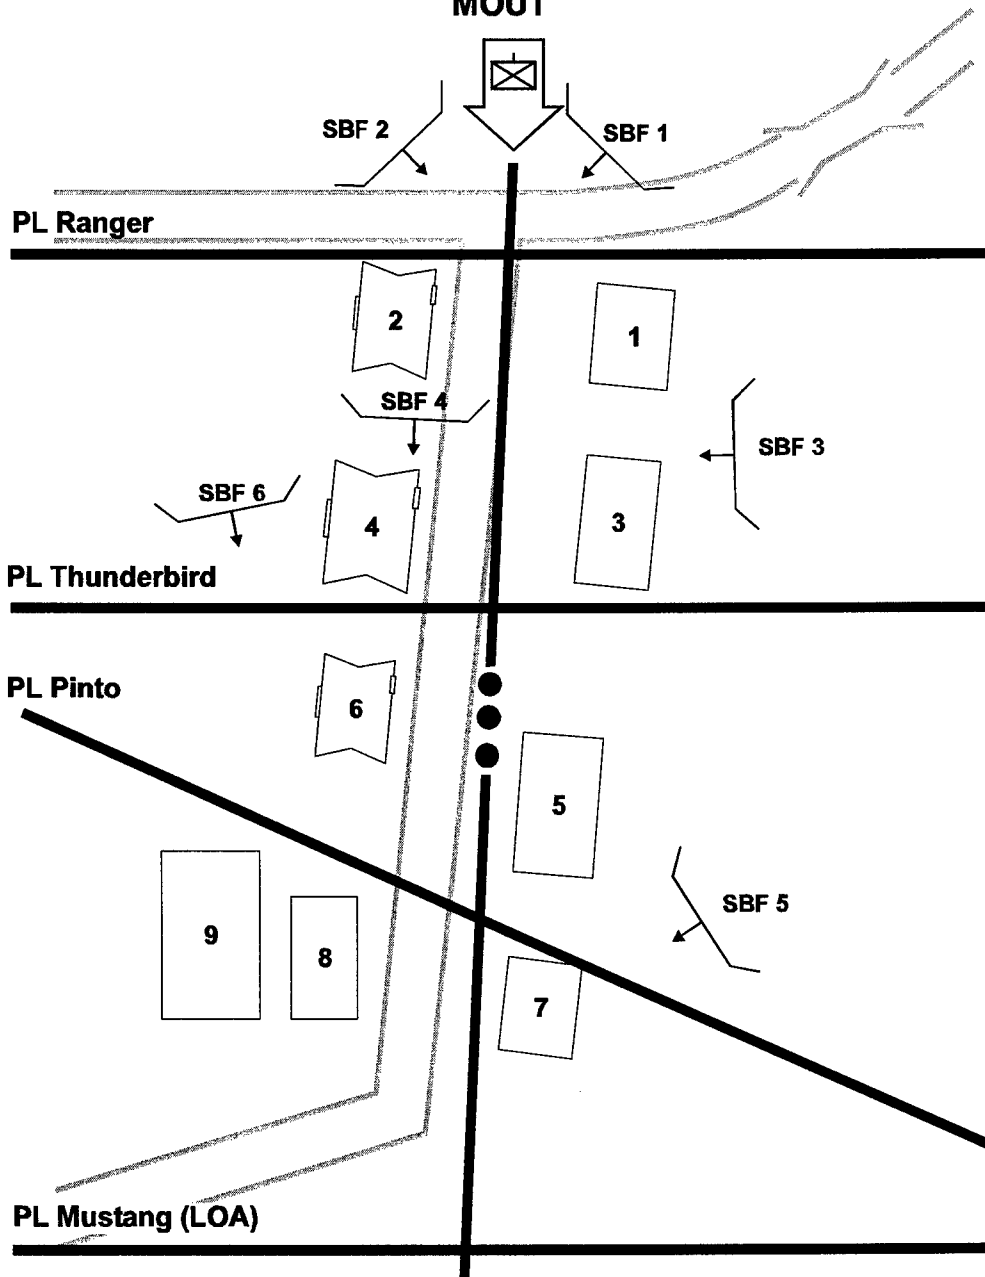 MOUT
SBF 2
SBF 1
PL Ranger
2
1
SBF 4
SBF 3
SBF 6
4
3
PL Thunderbird
PL Pinto
6
5
SBF 5
9
8
7
PL Mustang (LOA)